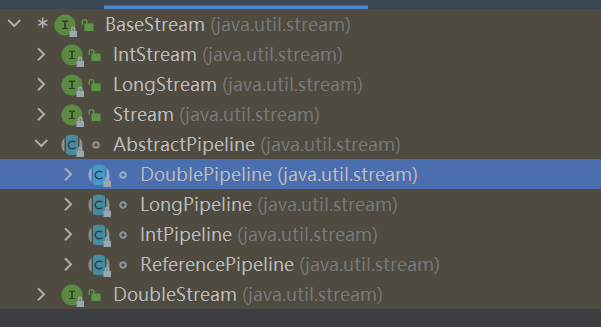 * BaseStream (java.util.stream)
IntStream (java.util.stream)
LongStream (java.util.stream)
Stream (java.util.stream)
AbstractPipeline (java.util.stream)
DoublePipeline (java.util.stream)
LongPipeline (java.util.stream)
IntPipeline (java.util.stream)
ReferencePipeline (java.util.stream)
DoubleStream (java.util.stream)